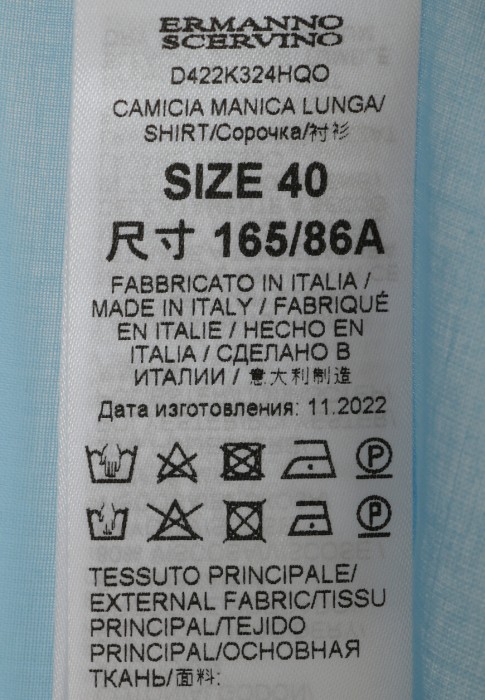 ERMANNO
SCERVINO
D422K324HQO
CAMICIA MANICA LUNGA/
SHIRT/Сорочка/衬衫
SIZE 40
尺寸 165/86A
FABBRICATO IN ITALIA /
MADE IN ITALY / FABRIQUÉ
EN ITALIE / HECHO EN
ITALIA / СДЕЛАНО В
ИТАЛИИ / 意大利制造
Дата изготовления: 11.2022
P
P
TESSUTO PRINCIPALE/
EXTERNAL FABRIC/TISSU
PRINCIPAL/TEJIDO
PRINCIPAL/ОСНОВНАЯ
ТКАНЬ/面料: